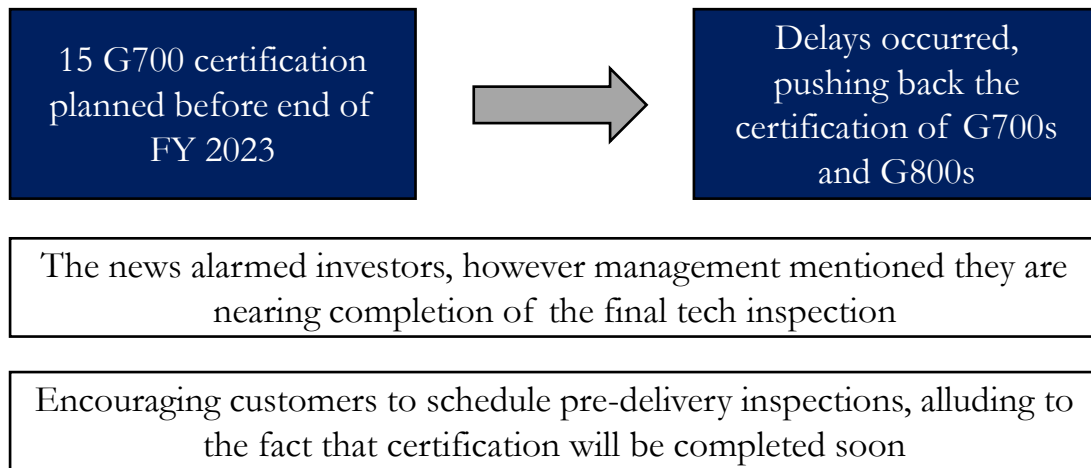 15 G700 certification
planned before end of
FY 2023
Delays occurred,
pushing back the
certification of G700s
and G800s
The news alarmed investors, however management mentioned they are
nearing completion of the final tech inspection
Encouraging customers to schedule pre-delivery inspections, alluding to
the fact that certification will be completed soon